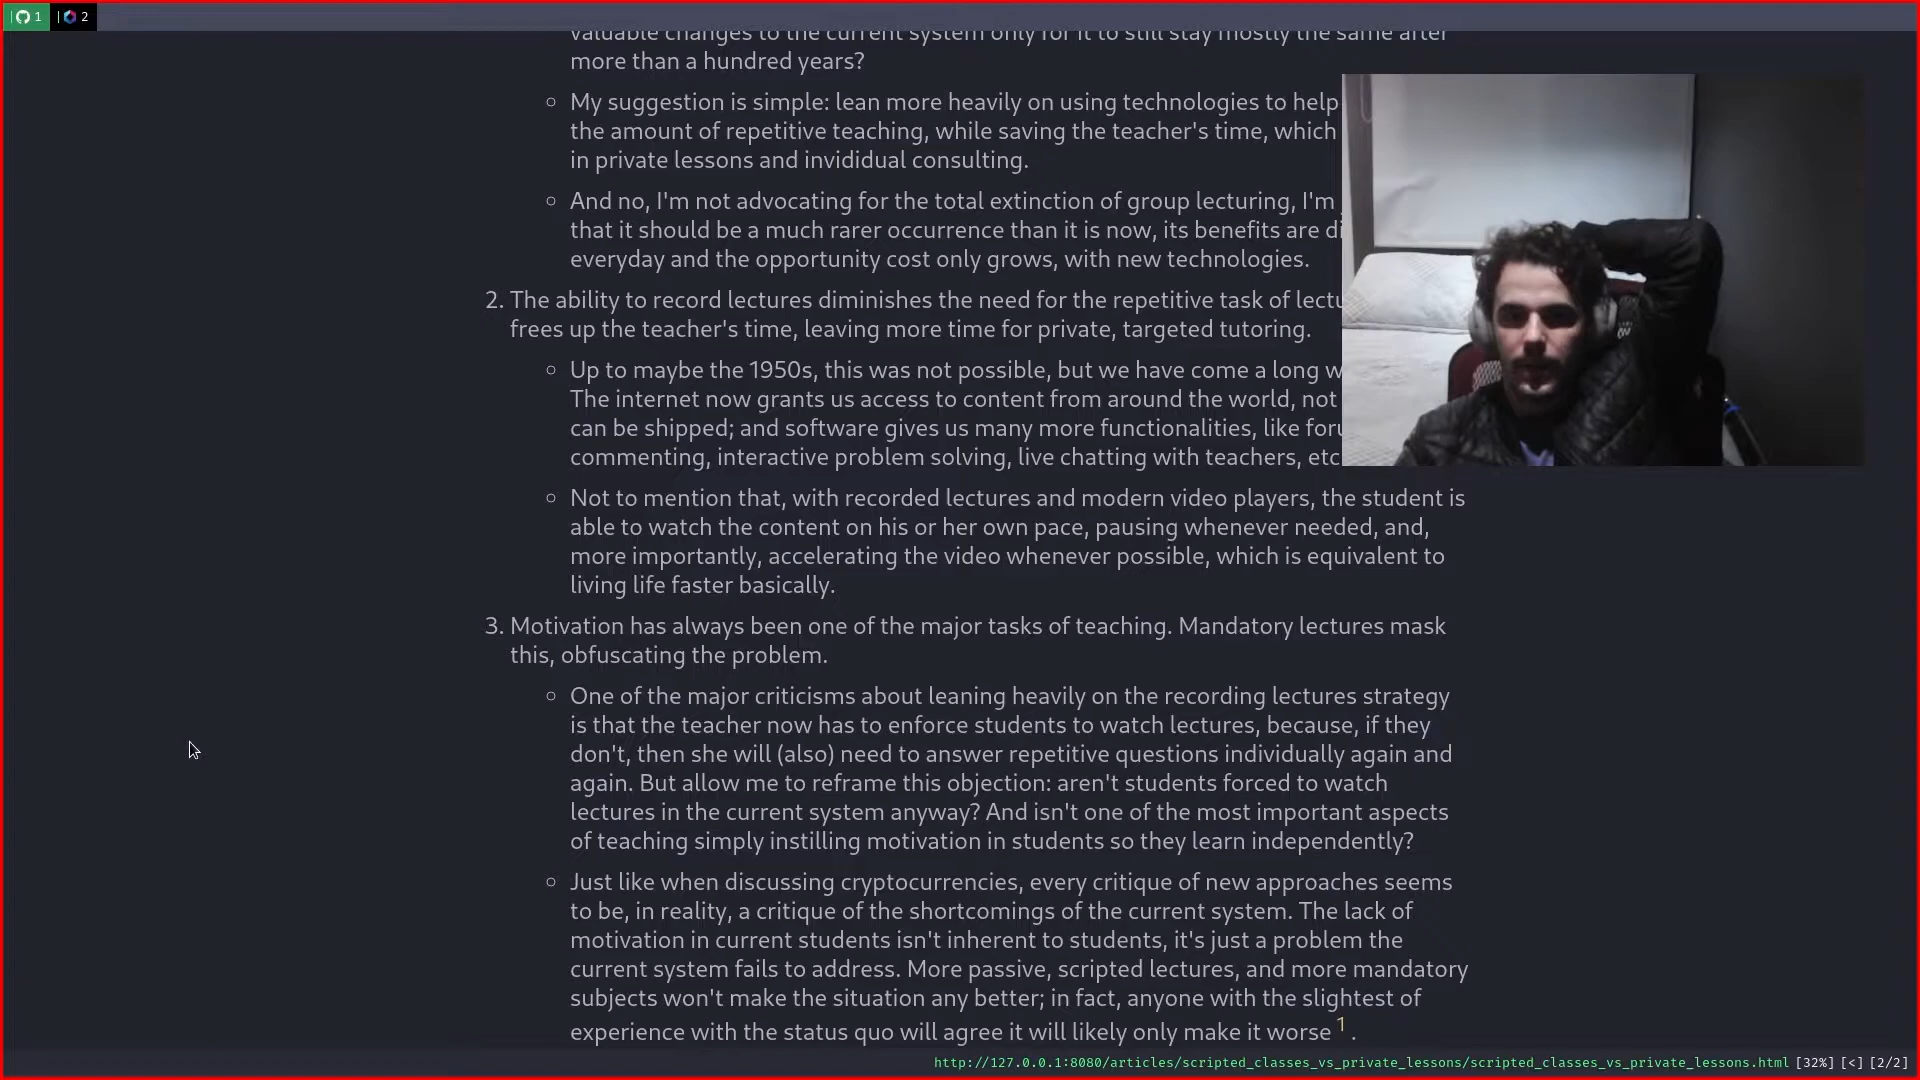 1 2
valuable changes to the current system only for it to still stay mostly the same after
more than a hundred years?
My suggestion is simple: lean more heavily on using technologies to help
the amount of repetitive teaching, while saving the teacher's time, which
in private lessons and invididual consulting.
And no, I'm not advocating for the total extinction of group lecturing, I'm
that it should be a much rarer occurrence than it is now, its benefits are
everyday and the opportunity cost only grows, with new technologies.
2. The ability to record lectures diminishes the need for the repetitive task of
frees up the teacher's time, leaving more time for private, targeted tutoring.
Up to maybe the 1950s, this was not possible, but we have come a long
The internet now grants us access to content from around the world, not
can be shipped; and software gives us many more functionalities, like
commenting, interactive problem solving, live chatting with teachers, etc
Not to mention that, with recorded lectures and modern video players, the student is
able to watch the content on his or her own pace, pausing whenever needed, and,
more importantly, accelerating the video whenever possible, which is equivalent to
living life faster basically.
3. Motivation has always been one of the major tasks of teaching. Mandatory lectures mask
this, obfuscating the problem.
One of the major criticisms about leaning heavily on the recording lectures strategy
is that the teacher now has to enforce students to watch lectures, because, if they
don't, then she will (also) need to answer repetitive questions individually again and
again. But allow me to reframe this objection: aren't students forced to watch
lectures in the current system anyway? And isn't one of the most important aspects
of teaching simply instilling motivation in students so they learn independently?
Just like when discussing cryptocurrencies, every critique of new approaches seems
to be, in reality, a critique of the shortcomings of the current system. The lack of
motivation in current students isn't inherent to students, it's just a problem the
current system fails to address. More passive, scripted lectures, and more mandatory
subjects won't make the situation any better; in fact, anyone with the slightest of
experience with the status quo will agree it will likely only make it worse 1 .
http://127.0.0.1:8080/articles/scripted_classes_vs_private_lessons/scripted_classes_vs_private_lessons.html [32%] [<] [2/2]